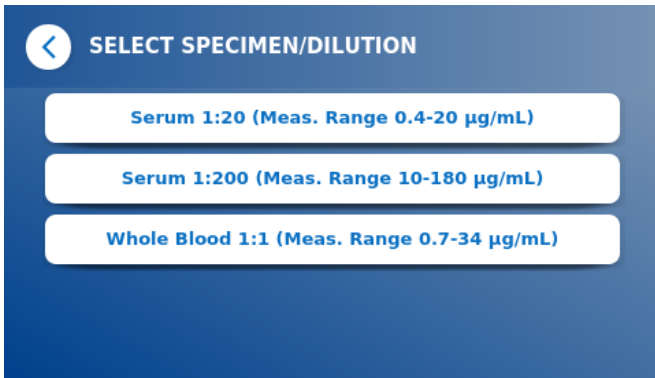 SELECT SPECIMEN/DILUTION
Serum 1:20 (Meas. Range 0.4-20 µg/mL)
Serum 1:200 (Meas. Range 10-180 µg/mL)
Whole Blood 1:1 (Meas. Range 0.7-34 µg/mL)